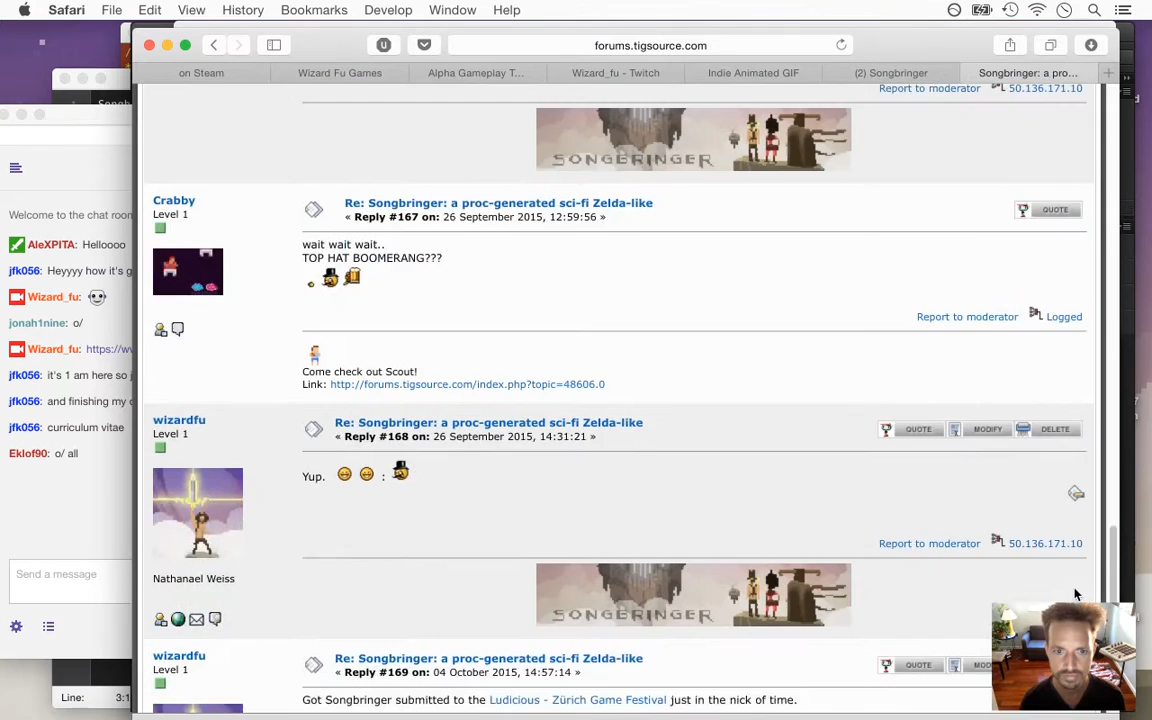 Safari File Edit View History Bookmarks Develop Window Help
forums.tigsource.com
on Steam Wizard Fu Games Alpha Gameplay T... Wizard_fu - Twitch Indie Animated GIF (2) Songbringer Songbringer: a pro...
Report to moderator 50.136.171.10
SONGBRINGER
Crabby
Level 1
Re: Songbringer: a proc-generated sci-fi Zelda-like
« Reply #167 on: 26 September 2015, 12:59:56 »
QUOTE
wait wait wait..
TOP HAT BOOMERANG???
Report to moderator Logged
Come check out Scout!
Link: http://forums.tigsource.com/index.php?topic=48606.0
wizardfu
Level 1
Re: Songbringer: a proc-generated sci-fi Zelda-like
« Reply #168 on: 26 September 2015, 14:31:21 »
QUOTE MODIFY DELETE
Yup. :
Nathanael Weiss
Report to moderator 50.136.171.10
SONGBRINGER
wizardfu
Level 1
Re: Songbringer: a proc-generated sci-fi Zelda-like
« Reply #169 on: 04 October 2015, 14:57:14 »
QUOTE
Got Songbringer submitted to the Ludicious - Zürich Game Festival just in the nick of time.
Welcome to the chat roo
AleXPITA: Helloooo
jfk056: Heyyyy how it's g
Wizard_fu:
jonah1nine: o/
Wizard_fu: https://w
jfk056: it's 1 am here so j
jfk056: and finishing my
jfk056: curriculum vitae
Eklof90: o/ all
Send a message
Line: 3:1